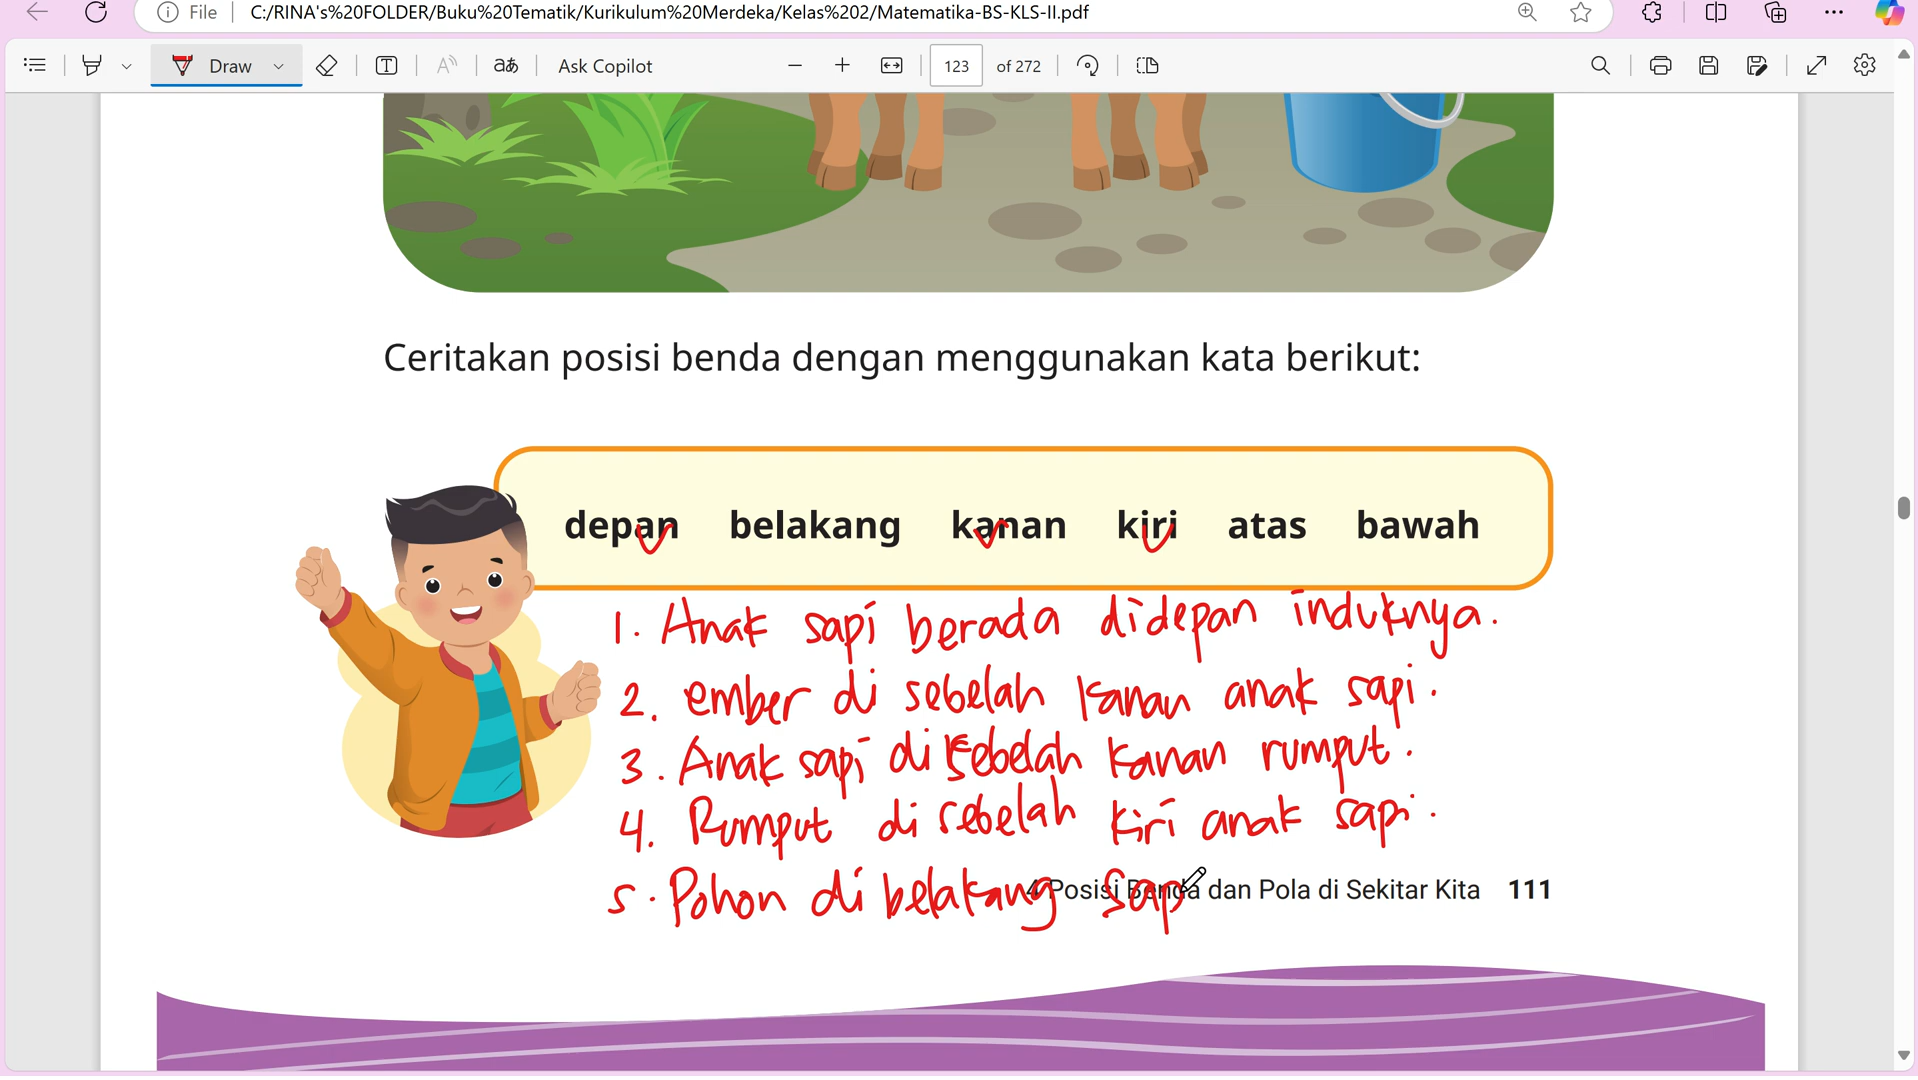 File C:/RINA's%20FOLDER/Buku%20Tematik/Kurikulum%20Merdeka/Kelas%202/Matematika-BS-KLS-II.pdf
Draw T A aあ Ask Copilot 123 of 272
Ceritakan posisi benda dengan menggunakan kata berikut:
depan belakang kanan kiri atas bawah
1. Anak sapi berada didepan induknya.
2. ember di sebelah kanan anak sapi.
3. Anak sapi di sebelah kanan rumput.
4. Rumput di sebelah kiri anak sapi.
5. Pohon di belakang sap
4 Posisi Benda dan Pola di Sekitar Kita 111